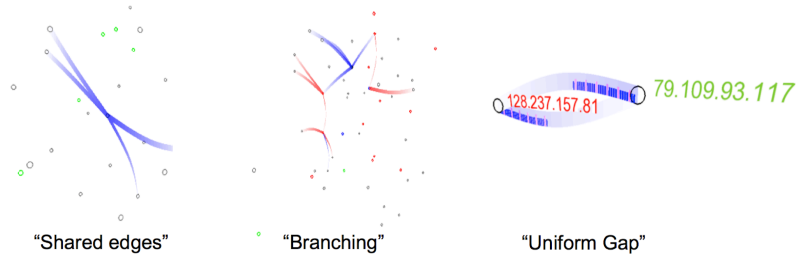 128.237.157.81
79.109.93.117
“Shared edges”
“Branching”
“Uniform Gap”